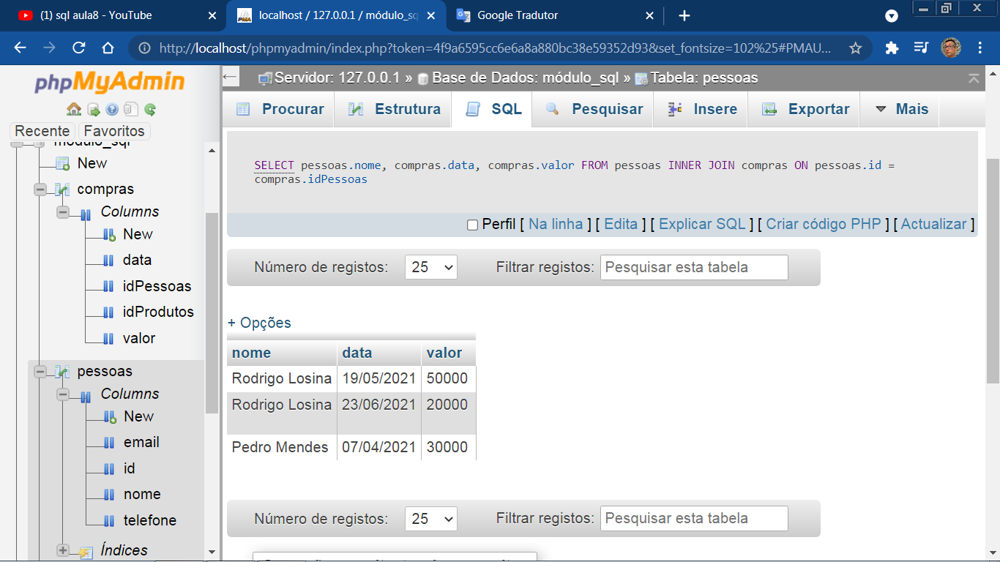 (1) sql aula8 - YouTube
localhost / 127.0.0.1 / módulo_sq
Google Tradutor
http://localhost/phpmyadmin/index.php?token=4f9a6595cc6e6a8a880bc38e59352d93&set_fontsize=102%25#PMAU...
phpMyAdmin
Recente Favoritos
módulo_sql
New
compras
Columns
New
data
idPessoas
idProdutos
valor
pessoas
Columns
New
email
id
nome
telefone
Índices
Servidor: 127.0.0.1 » Base de Dados: módulo_sql » Tabela: pessoas
Procurar Estrutura SQL Pesquisar Insere Exportar Mais
SELECT pessoas.nome, compras.data, compras.valor FROM pessoas INNER JOIN compras ON pessoas.id =
compras.idPessoas
Perfil [ Na linha ] [ Edita ] [ Explicar SQL ] [ Criar código PHP ] [ Actualizar ]
Número de registos: 25 Filtrar registos: Pesquisar esta tabela
+ Opções
nome data valor
Rodrigo Losina 19/05/2021 50000
Rodrigo Losina 23/06/2021 20000
Pedro Mendes 07/04/2021 30000
Número de registos: 25 Filtrar registos: Pesquisar esta tabela